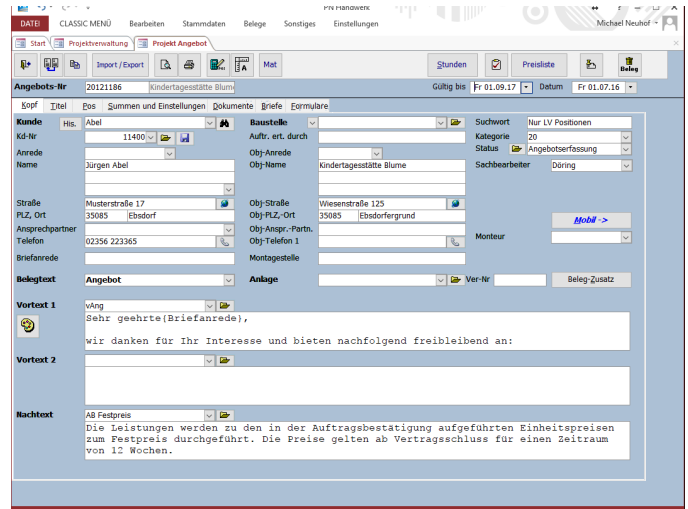 PN Handwerk
DATEI CLASSIC MENÜ Bearbeiten Stammdaten Belege Sonstiges Einstellungen Michael Neuhof
Start Projektverwaltung Projekt Angebot
Import/Export Mat Stunden Preisliste Beleg
Angebots-Nr 20121186 Kindertagesstätte Blume Gültig bis Fr 01.09.17 Datum Fr 01.07.16
Kopf Titel Pos Summen und Einstellungen Dokumente Briefe Formulare
Kunde His. Abel Baustelle Suchwort Nur LV Positionen
Kd-Nr 11400 Auftr. ert. durch Kategorie 20
Status Angebotserfassung
Anrede Obj-Anrede
Name Jürgen Abel Obj-Name Kindertagesstätte Blume Sachbearbeiter Döring
Straße Musterstraße 17 Obj-Straße Wiesenstraße 125
PLZ, Ort 35085 Ebsdorf Obj-PLZ,-Ort 35085 Ebsdorfergrund Mobil ->
Ansprechpartner Obj-Anspr.-Partn.
Telefon 02356 223365 Obj-Telefon 1 Monteur
Briefanrede Montagestelle
Belegtext Angebot Anlage Ver-Nr Beleg-Zusatz
Vortext 1 vAng
Sehr geehrte{Briefanrede},
wir danken für Ihr Interesse und bieten nachfolgend freibleibend an:
Vortext 2
Nachtext AB Festpreis
Die Leistungen werden zu den in der Auftragsbestätigung aufgeführten Einheitspreisen
zum Festpreis durchgeführt. Die Preise gelten ab Vertragsschluss für einen Zeitraum
von 12 Wochen.